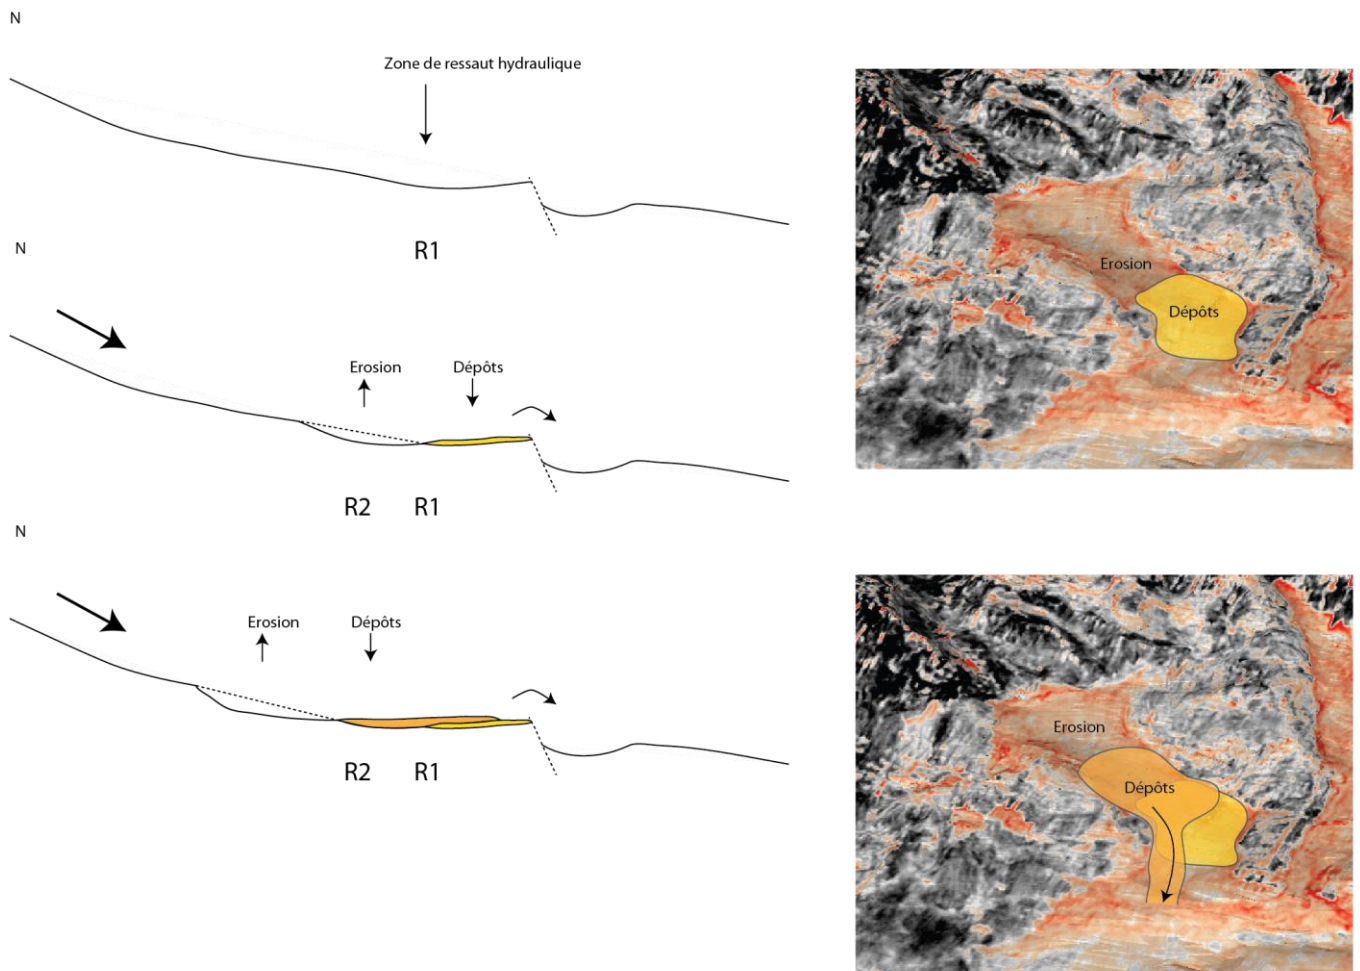 N
Zone de ressaut hydraulique
R1
N
Erosion
Dépôts
R2
R1
N
Erosion
Dépôts
R2
R1
Erosion
Dépôts
Erosion
Dépôts